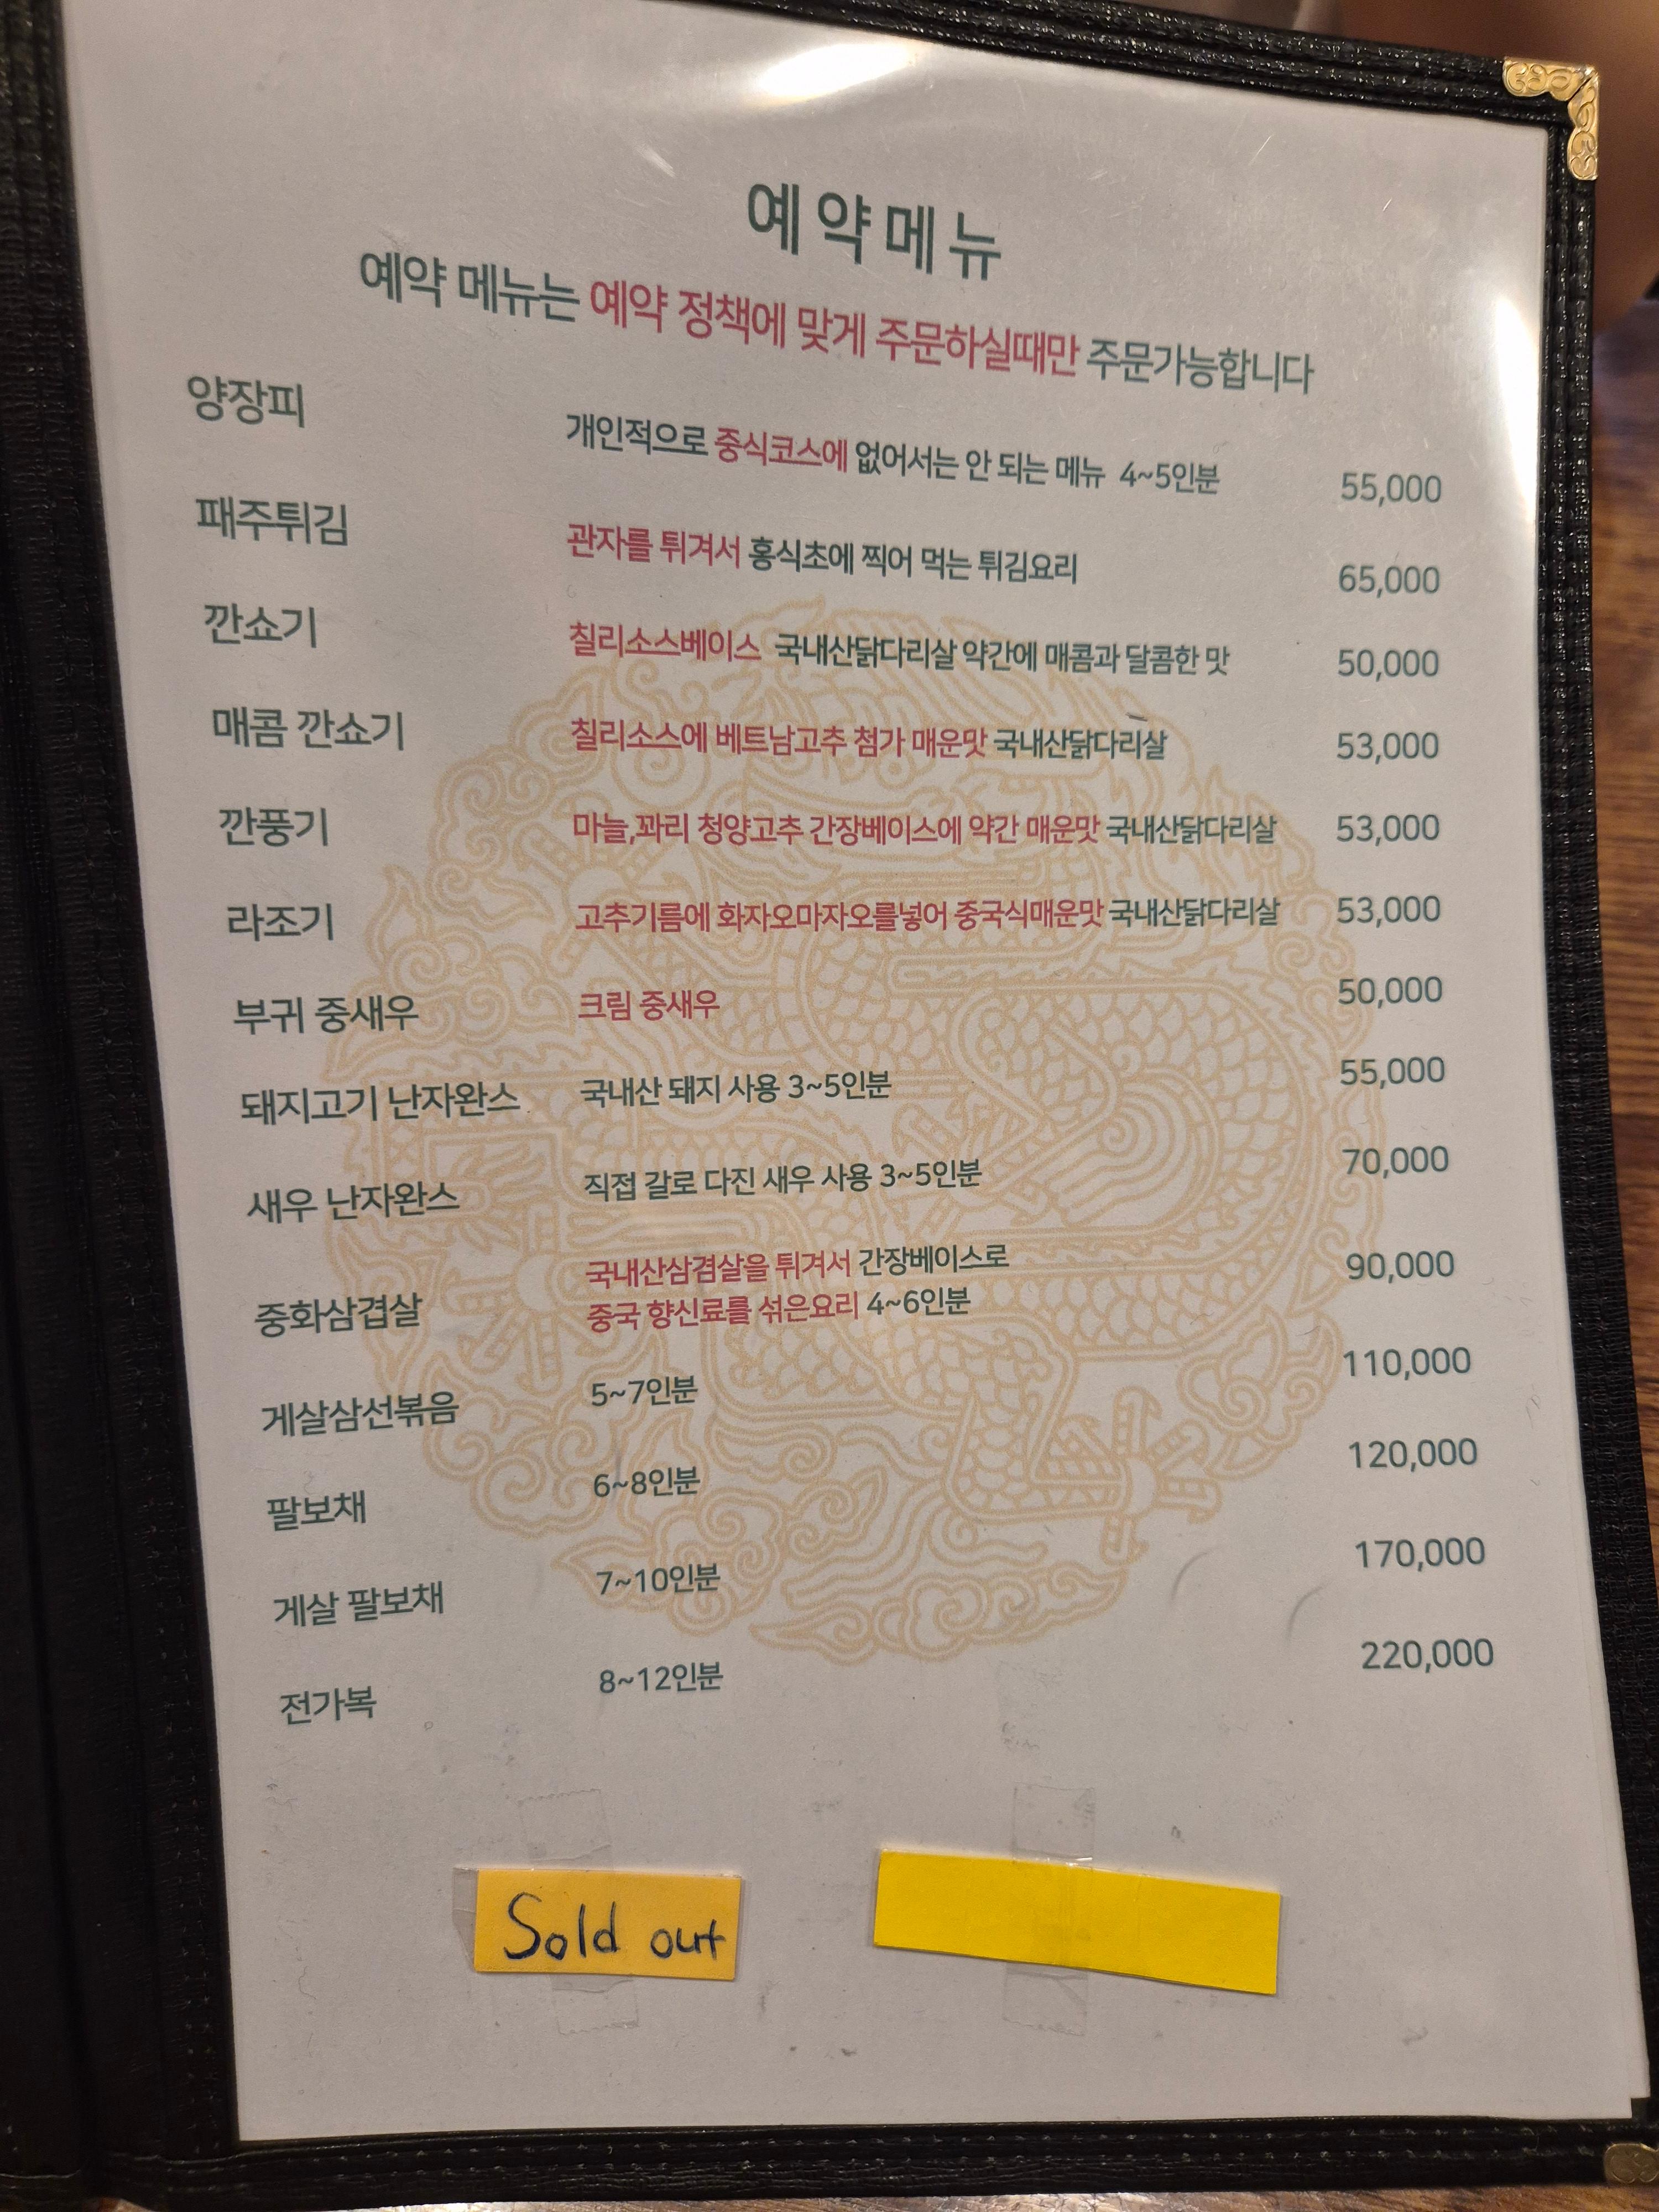 예약메뉴
예약 메뉴는 예약 정책에 맞게 주문하실때만 주문가능합니다
양장피 개인적으로 중식코스에 없어서는 안 되는 메뉴 4~5인분 55,000
패주튀김 관자를 튀겨서 홍식초에 찍어 먹는 튀김요리 65,000
깐쇼기 칠리소스베이스 국내산닭다리살 약간에 매콤과 달콤한 맛 50,000
매콤 깐쇼기 칠리소스에 베트남고추 첨가 매운맛 국내산닭다리살 53,000
깐풍기 마늘,꽈리 청양고추 간장베이스에 약간 매운맛 국내산닭다리살 53,000
라조기 고추기름에 화자오마자오를넣어 중국식매운맛 국내산닭다리살 53,000
부귀 중새우 크림 중새우 50,000
돼지고기 난자완스 국내산 돼지 사용 3~5인분 55,000
새우 난자완스 직접 갈로 다진 새우 사용 3~5인분 70,000
중화삼겹살 국내산삼겸살을 튀겨서 간장베이스로 90,000
중국 향신료를 섞은요리 4~6인분
게살삼선볶음 5~7인분 110,000
팔보채 6~8인분 120,000
게살 팔보채 7~10인분 170,000
전가복 8~12인분 220,000
Sold out